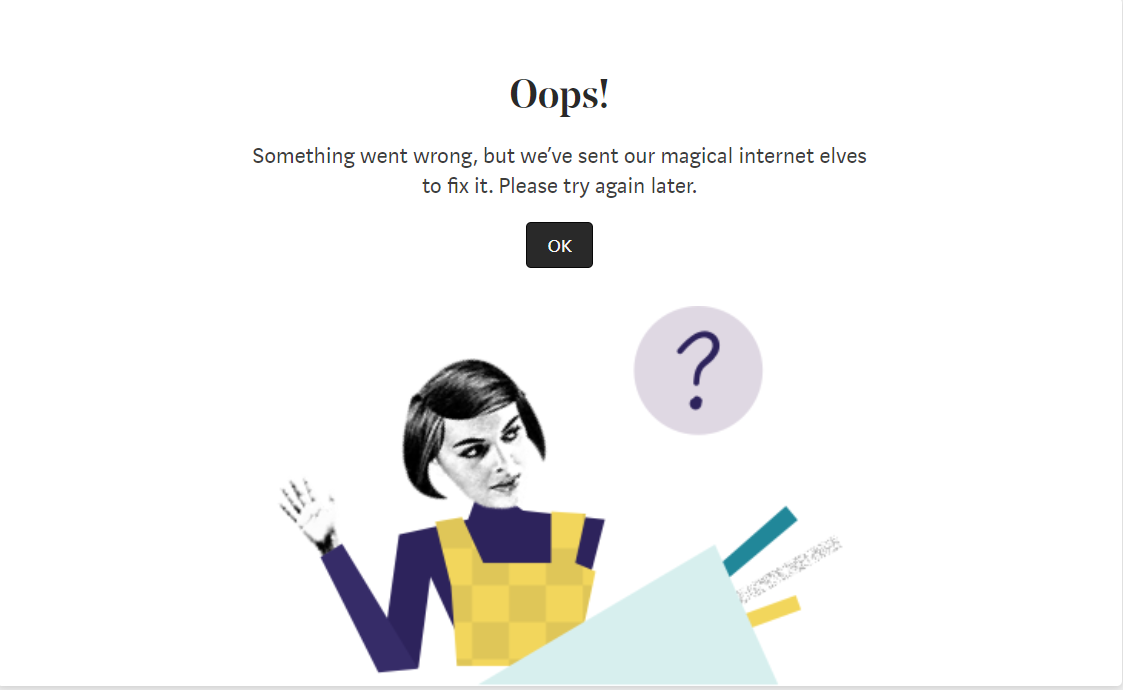 Oops!
Something went wrong, but we’ve sent our magical internet elves
to fix it. Please try again later.
OK
?